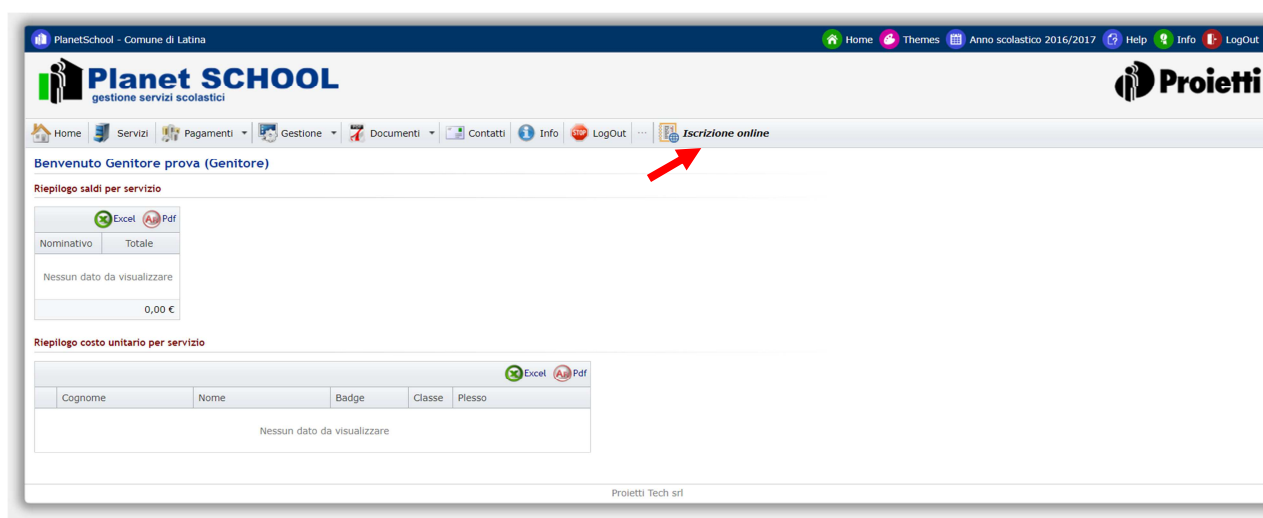 PlanetSchool - Comune di Latina Home Themes Anno scolastico 2016/2017 Help Info LogOut
Planet SCHOOL
gestione servizi scolastici
Proietti
Home Servizi Pagamenti Gestione Documenti Contatti Info LogOut ... Iscrizione online
Benvenuto Genitore prova (Genitore)
Riepilogo saldi per servizio
Excel Pdf
Nominativo Totale
Nessun dato da visualizzare
0,00 €
Riepilogo costo unitario per servizio
Excel Pdf
Cognome Nome Badge Classe Plesso
Nessun dato da visualizzare
Proietti Tech srl